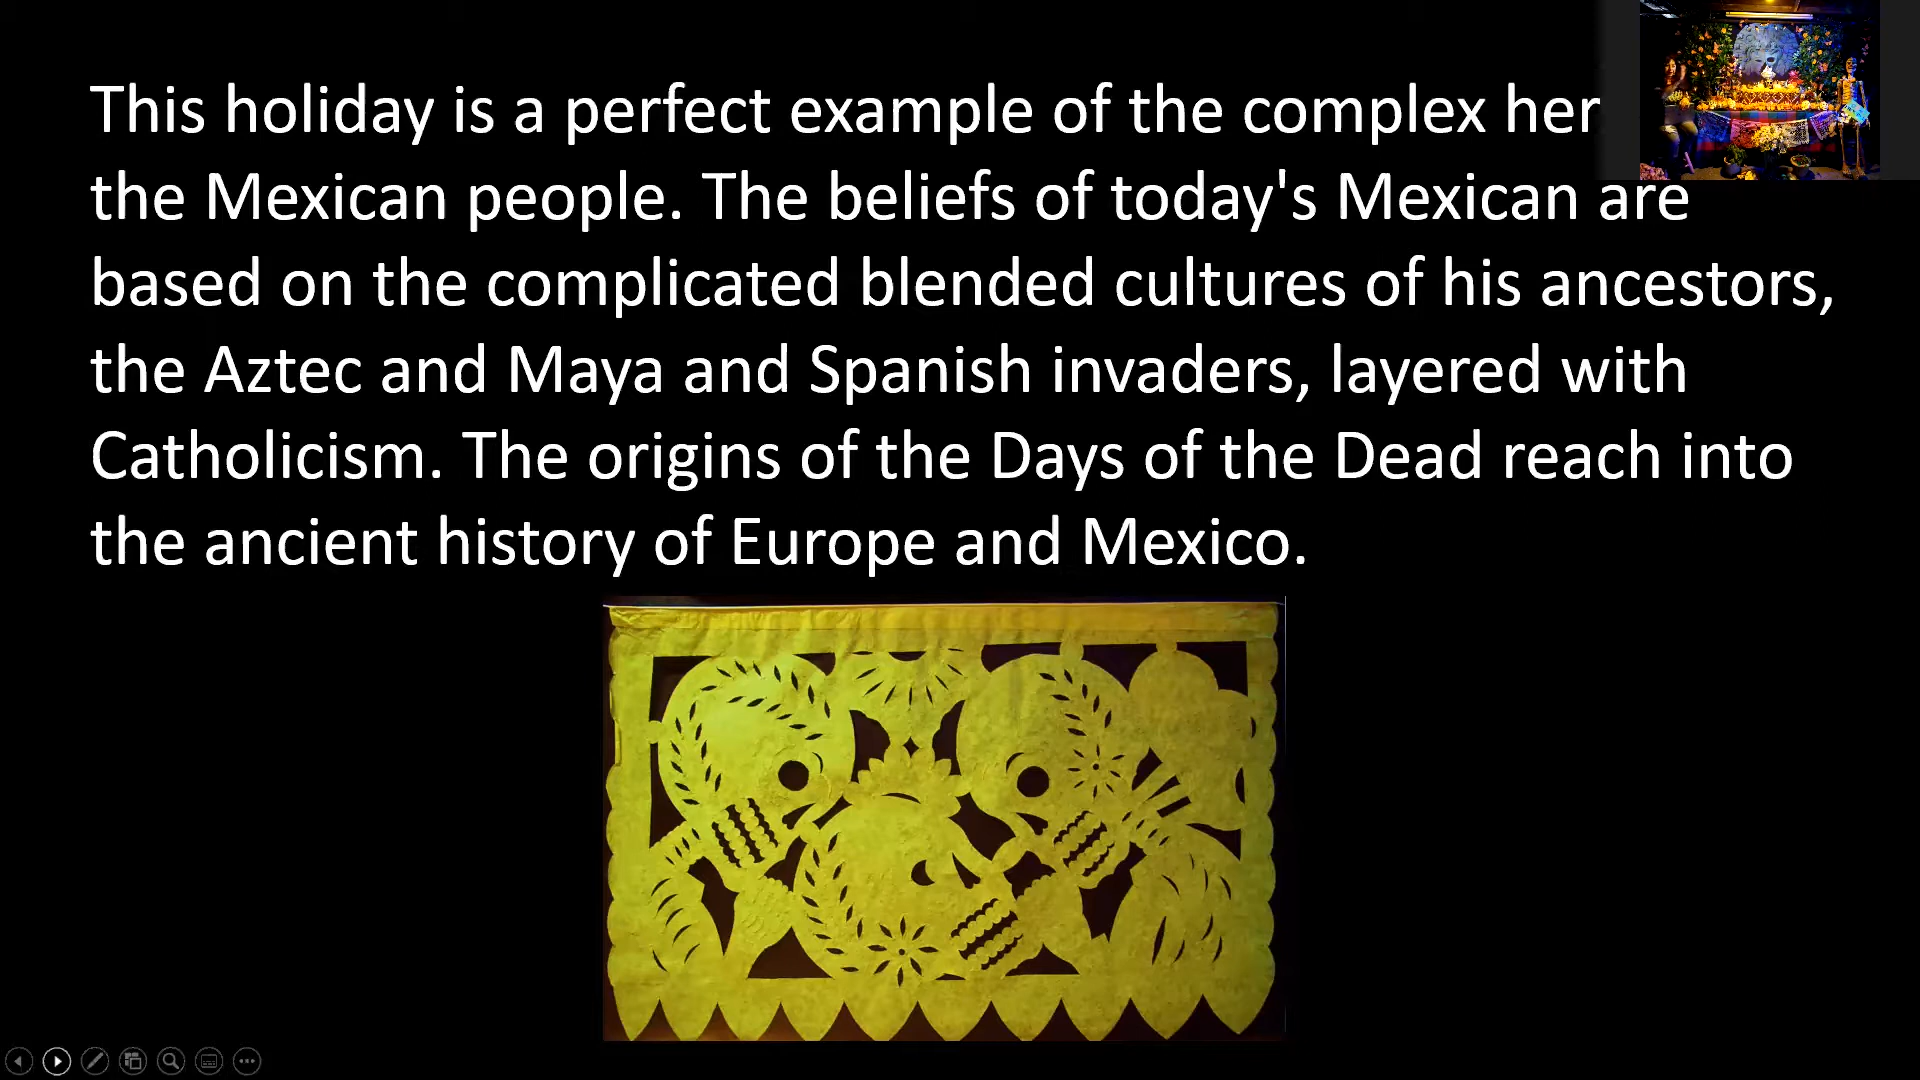 This holiday is a perfect example of the complex
the Mexican people. The beliefs of today's Mexican are
based on the complicated blended cultures of his ancestors,
the Aztec and Maya and Spanish invaders, layered with
Catholicism. The origins of the Days of the Dead reach into
the ancient history of Europe and Mexico.